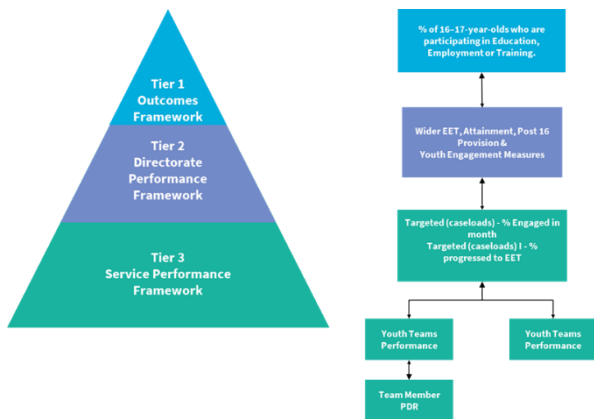 Tier 1
Outcomes
Framework
Tier 2
Directorate
Performance
Framework
Tier 3
Service Performance
Framework
% of 16–17-year-olds who are
participating in Education,
Employment or Training.
Wider EET, Attainment, Post 16
Provision &
Youth Engagement Measures
Targeted (caseloads) - % Engaged in
month
Targeted (caseloads) I - %
progressed to EET
Youth Teams
Performance
Youth Teams
Performance
Team Member
PDR